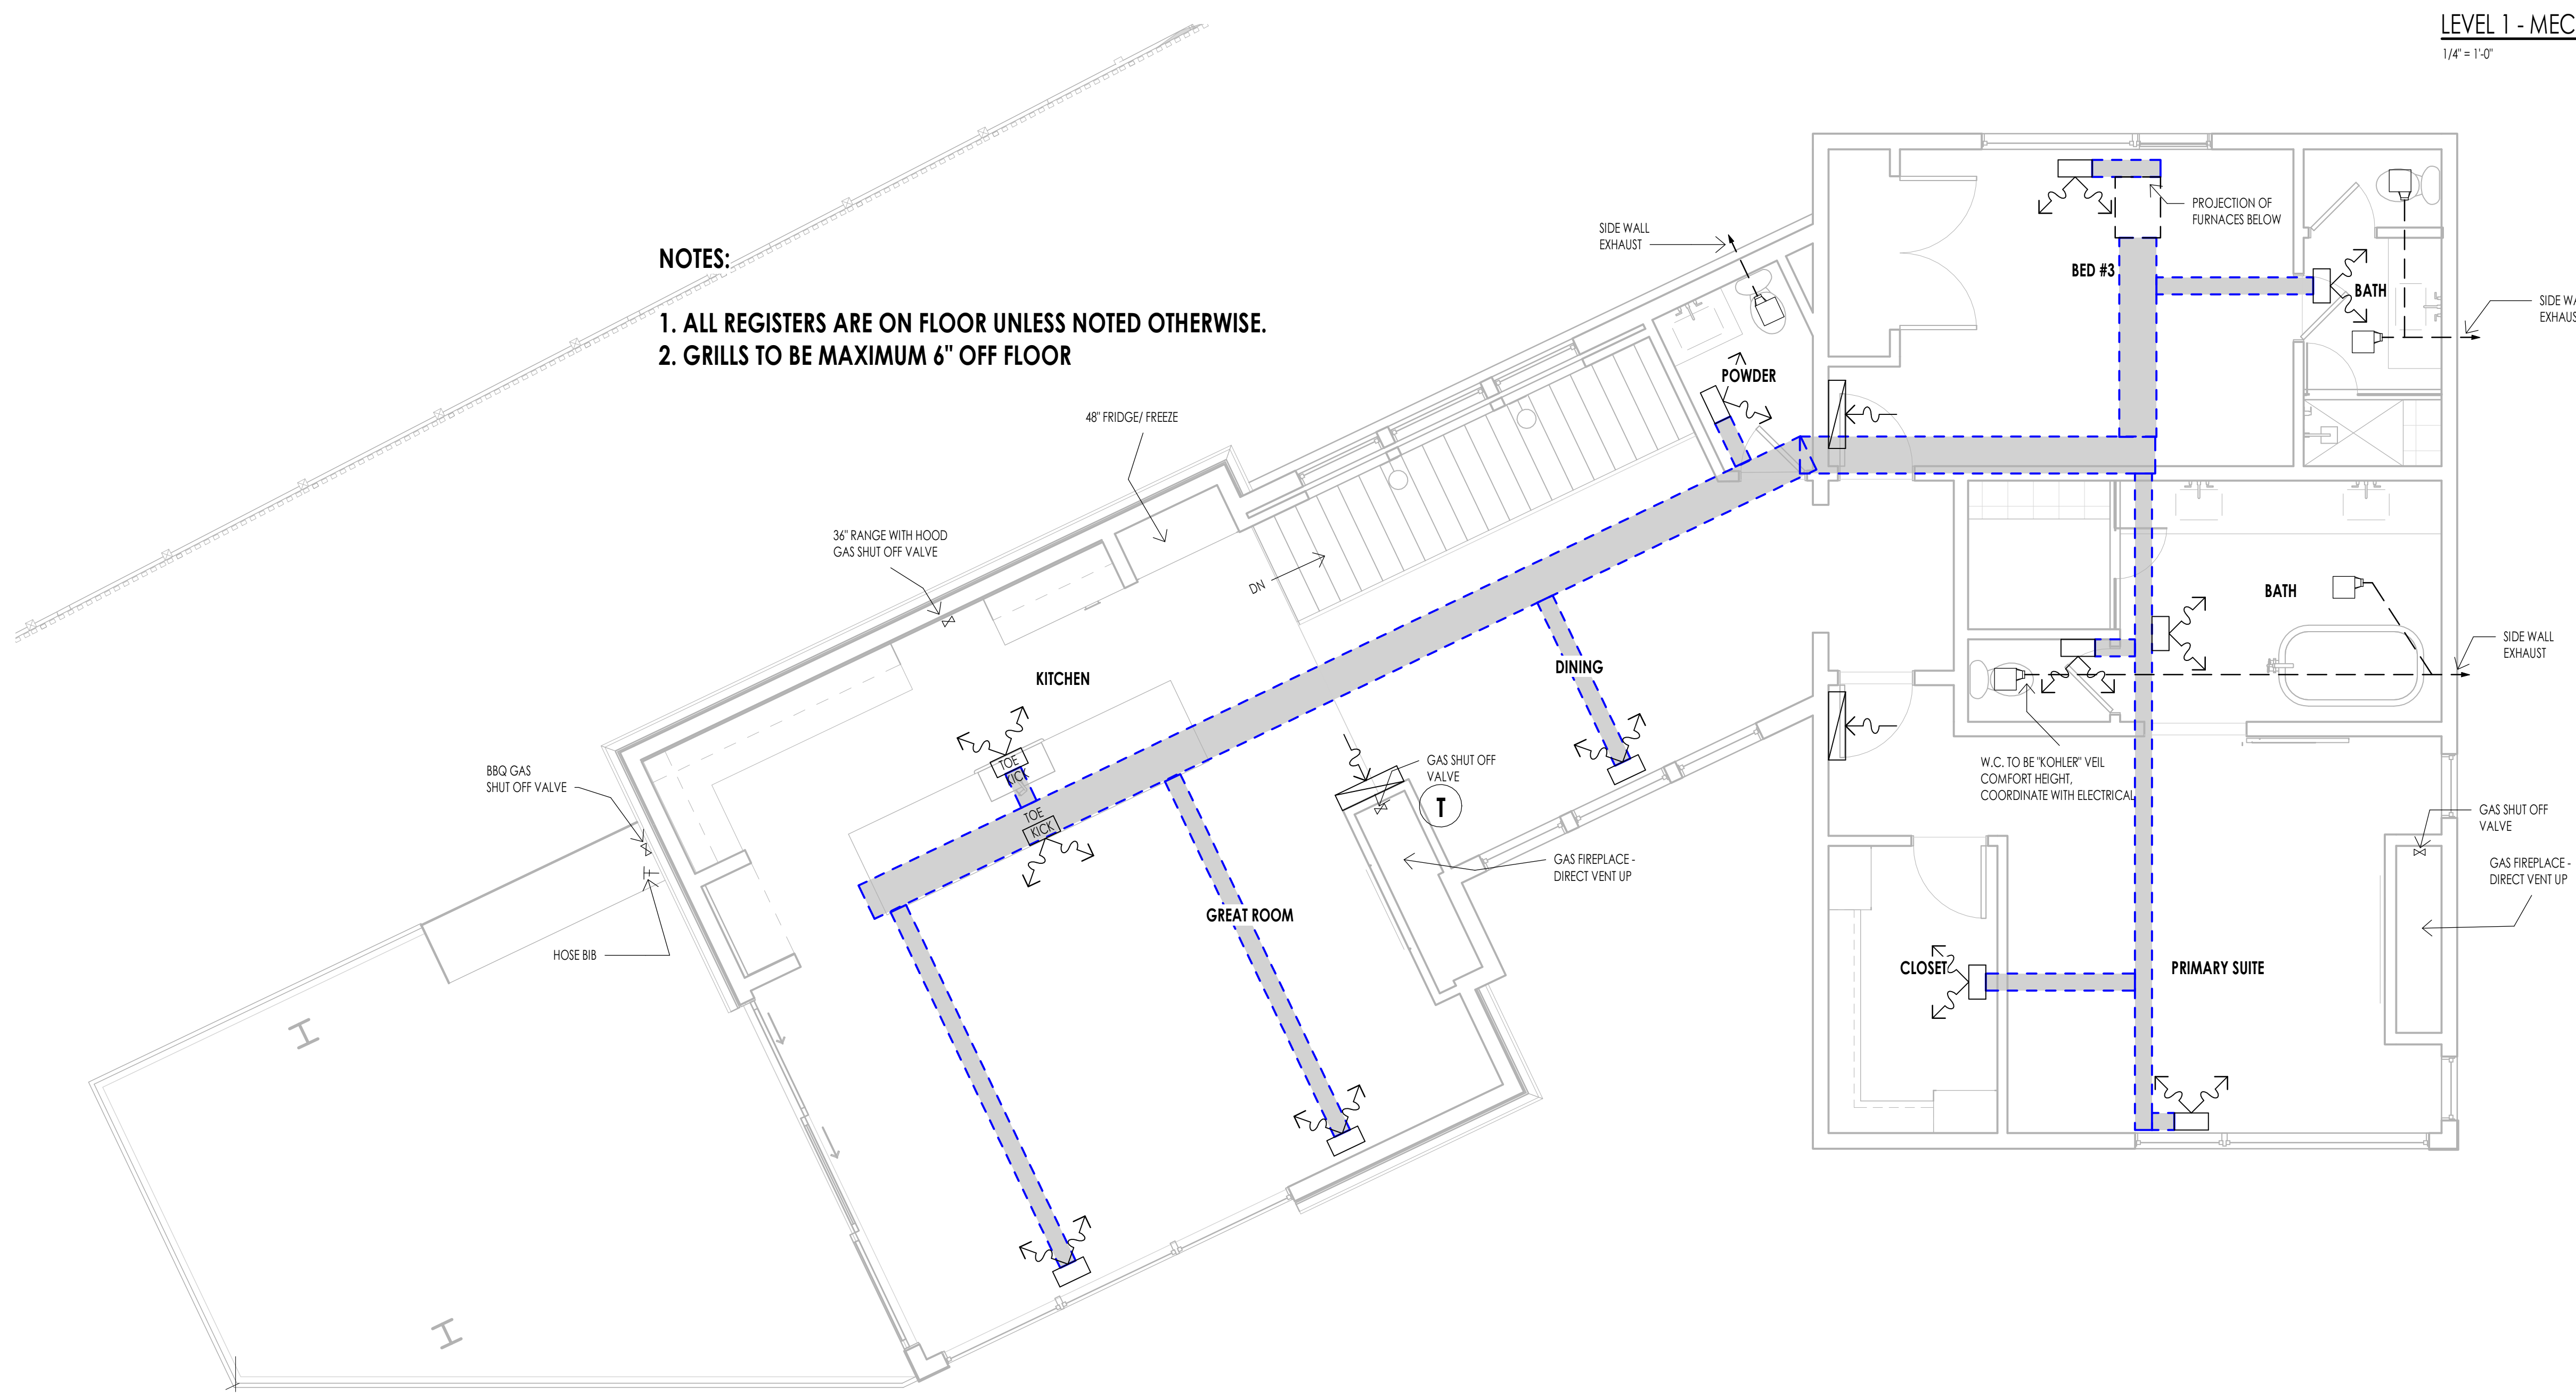 LEVEL 1 - MEC
1/4" = 1'-0"
NOTES:
1. ALL REGISTERS ARE ON FLOOR UNLESS NOTED OTHERWISE.
2. GRILLS TO BE MAXIMUM 6" OFF FLOOR
SIDE WALL
EXHAUST
PROJECTION OF
FURNACES BELOW
BED #3
BATH
SIDE WA
EXHAUS
POWDER
48" FRIDGE/ FREEZE
36" RANGE WITH HOOD
GAS SHUT OFF VALVE
DN
BATH
SIDE WALL
EXHAUST
KITCHEN
DINING
TOE
KICK
TOE
KICK
GAS SHUT OFF
VALVE
T
BBQ GAS
SHUT OFF VALVE
W.C. TO BE "KOHLER" VEIL
COMFORT HEIGHT,
COORDINATE WITH ELECTRICAL
GAS SHUT OFF
VALVE
GAS FIREPLACE -
DIRECT VENT UP
GAS FIREPLACE -
DIRECT VENT UP
GREAT ROOM
HOSE BIB
CLOSET
PRIMARY SUITE